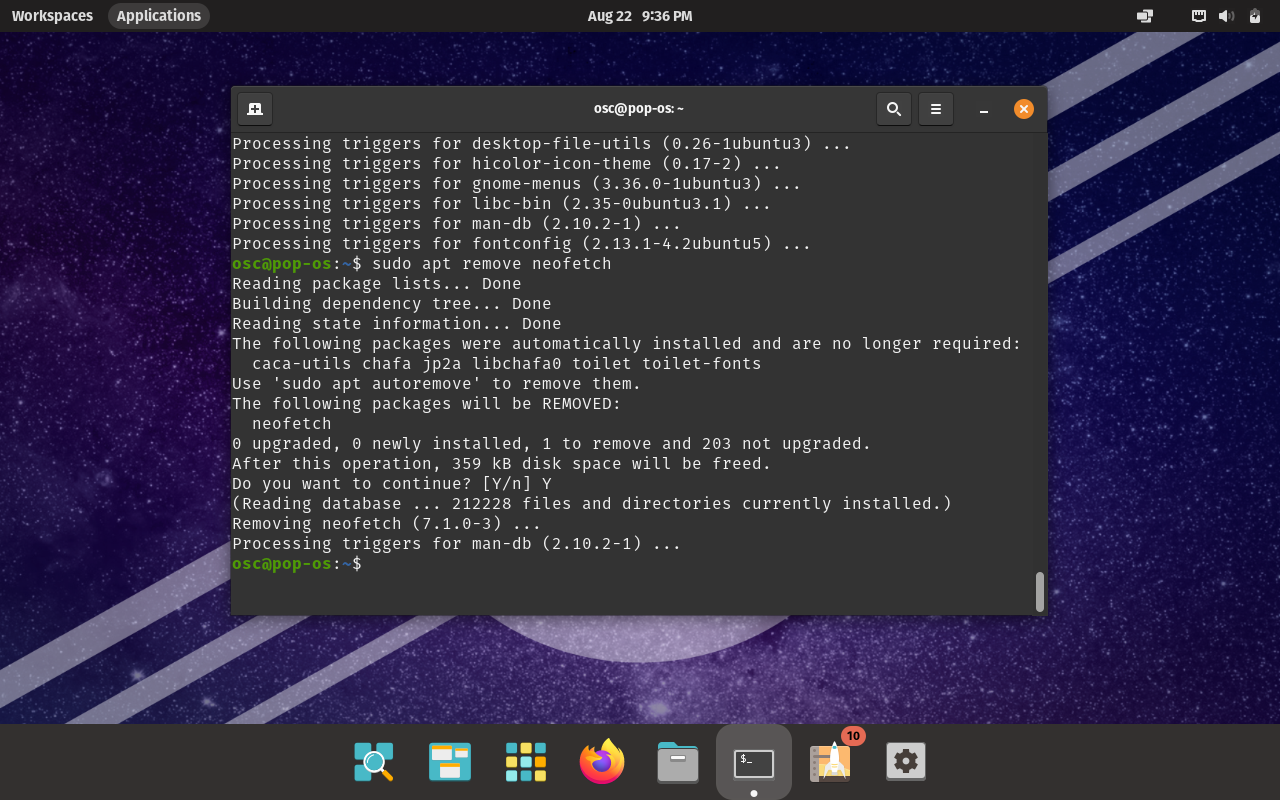 Workspaces Applications Aug 22 9:36 PM
osc@pop-os: ~
Processing triggers for desktop-file-utils (0.26-1ubuntu3) ...
Processing triggers for hicolor-icon-theme (0.17-2) ...
Processing triggers for gnome-menus (3.36.0-1ubuntu3) ...
Processing triggers for libc-bin (2.35-0ubuntu3.1) ...
Processing triggers for man-db (2.10.2-1) ...
Processing triggers for fontconfig (2.13.1-4.2ubuntu5) ...
osc@pop-os:~$ sudo apt remove neofetch
Reading package lists... Done
Building dependency tree... Done
Reading state information... Done
The following packages were automatically installed and are no longer required:
  caca-utils chafa jp2a libchafa0 toilet toilet-fonts
Use 'sudo apt autoremove' to remove them.
The following packages will be REMOVED:
  neofetch
0 upgraded, 0 newly installed, 1 to remove and 203 not upgraded.
After this operation, 359 kB disk space will be freed.
Do you want to continue? [Y/n] Y
(Reading database ... 212228 files and directories currently installed.)
Removing neofetch (7.1.0-3) ...
Processing triggers for man-db (2.10.2-1) ...
osc@pop-os:~$
$_
10